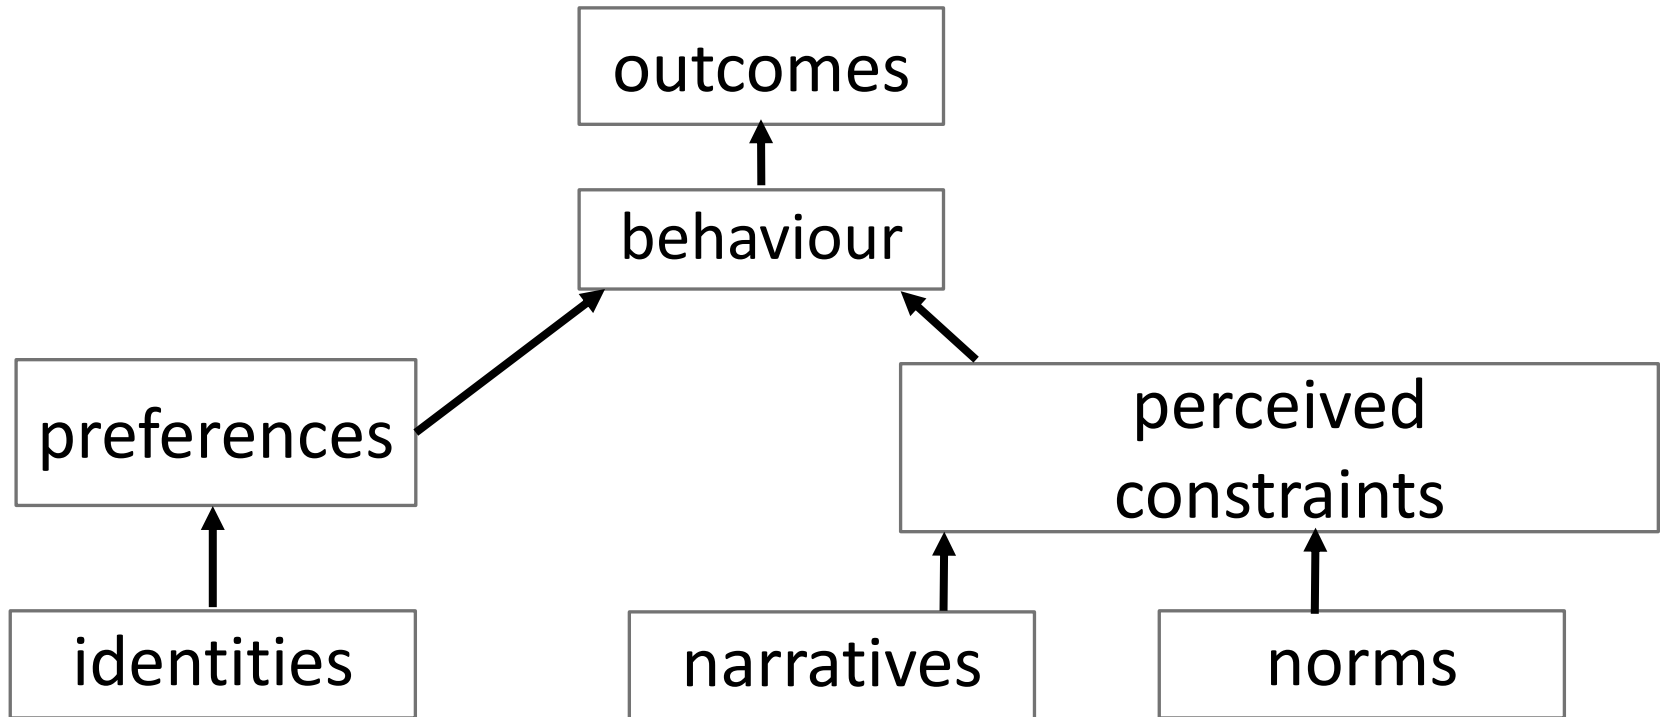 outcomes
behaviour
preferences
perceived
constraints
identities
narratives
norms